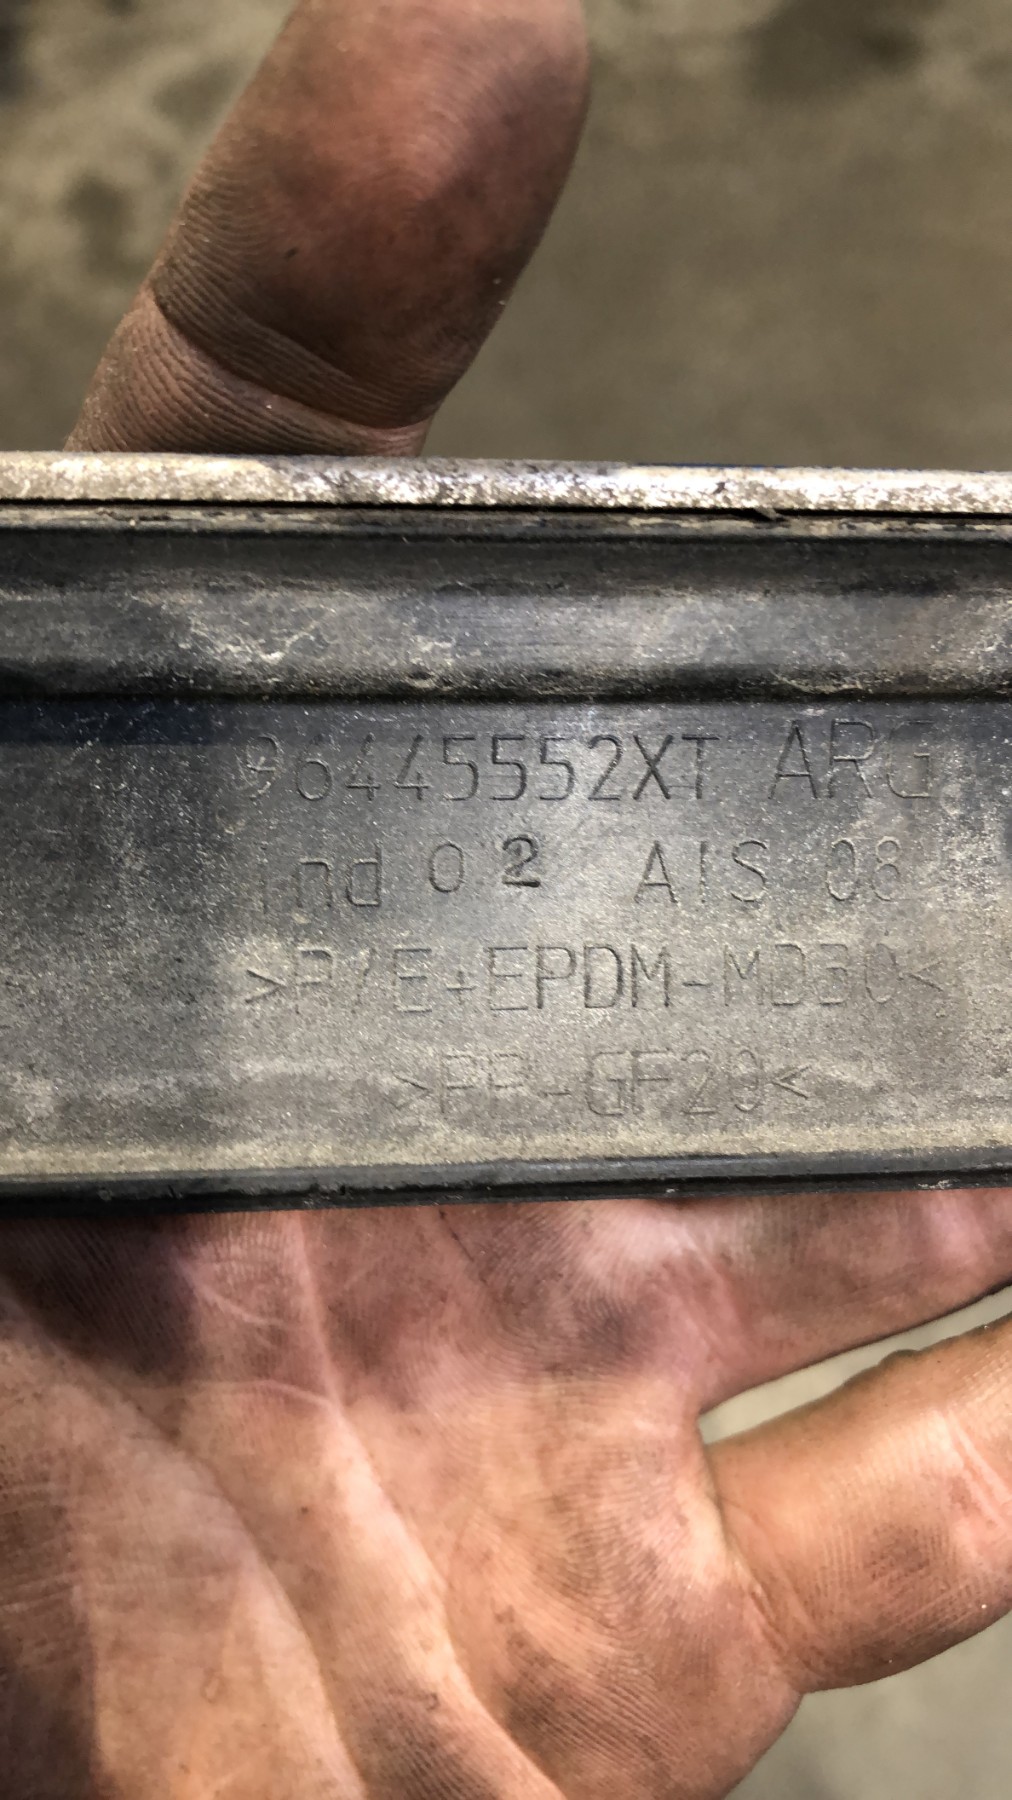 96445552XT ARG
Ind 02 AIS 08
>P/E+EPDM-MD30<
>PP-GF20<